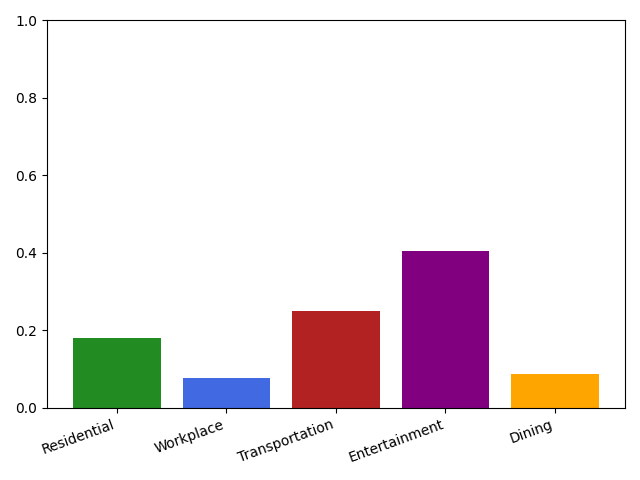 1.0
0.8
0.6
0.4
0.2
0.0
Residential
Workplace
Transportation
Entertainment
Dining